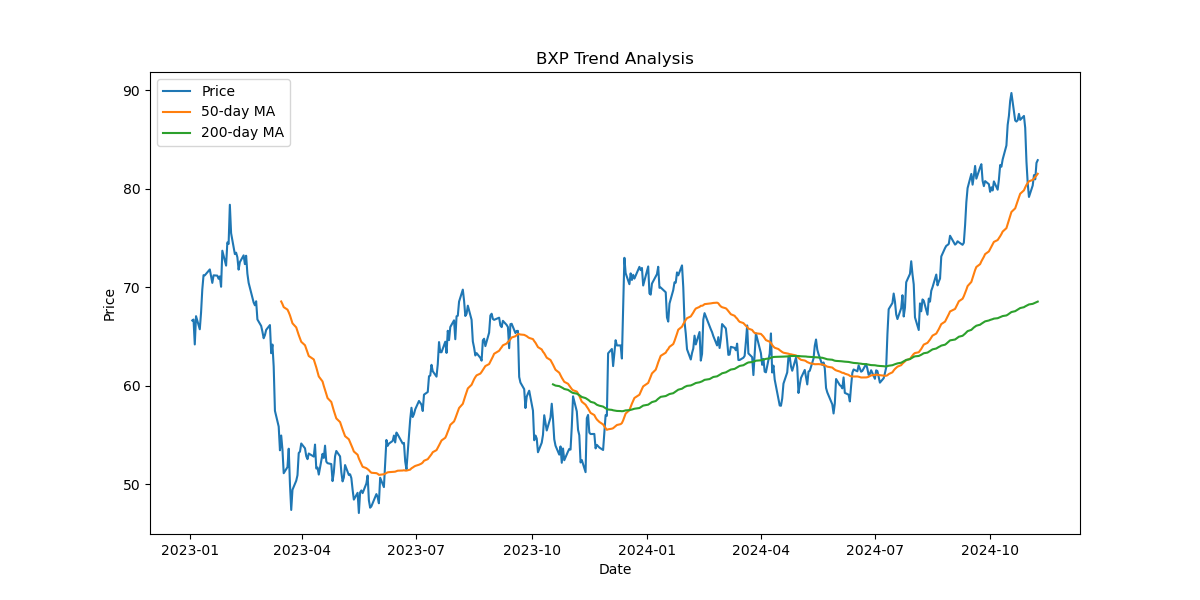 BXP Trend Analysis
Price
50-day MA
200-day MA
90
80
70
60
50
Price
2023-01
2023-04
2023-07
2023-10
2024-01
2024-04
2024-07
2024-10
Date